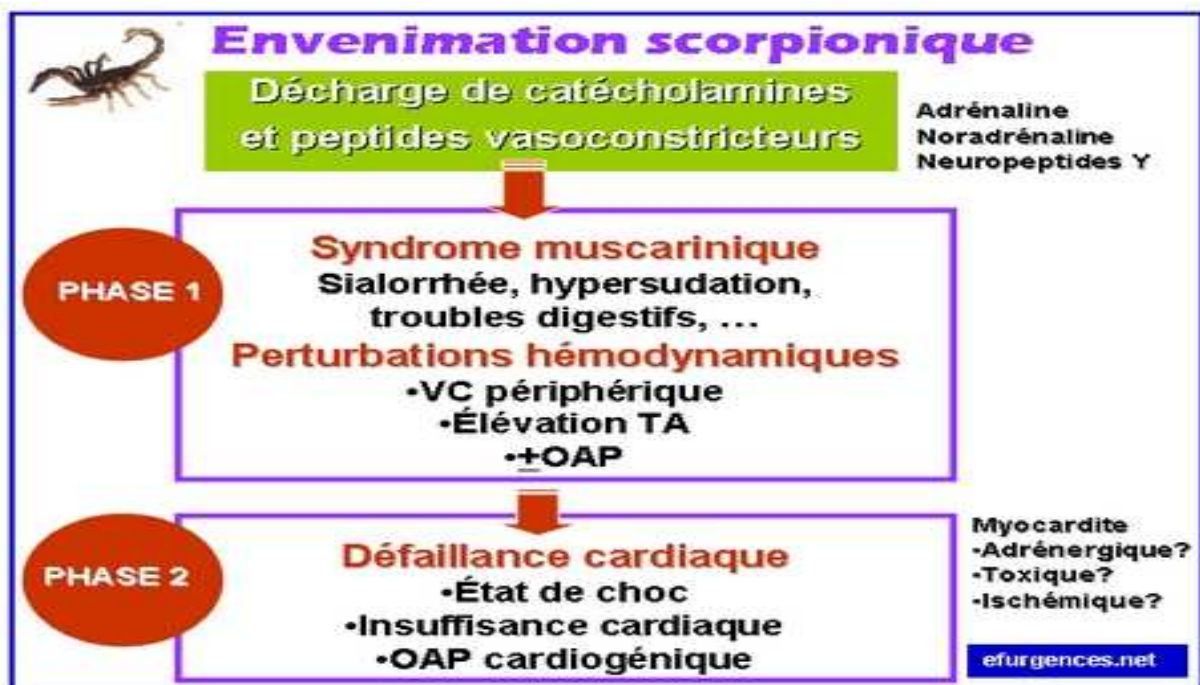 Envenimation scorpionique
Décharge de catécholamines
et peptides vasoconstricteurs
Adrénaline
Noradrénaline
Neuropeptides Y
PHASE 1
Syndrome muscarinique
Sialorrhée, hypersudation,
troubles digestifs, ...
Perturbations hémodynamiques
•VC périphérique
•Élévation TA
•±OAP
PHASE 2
Défaillance cardiaque
•État de choc
•Insuffisance cardiaque
•OAP cardiogénique
Myocardite
-Adrénergique?
-Toxique?
-Ischémique?
efurgences.net